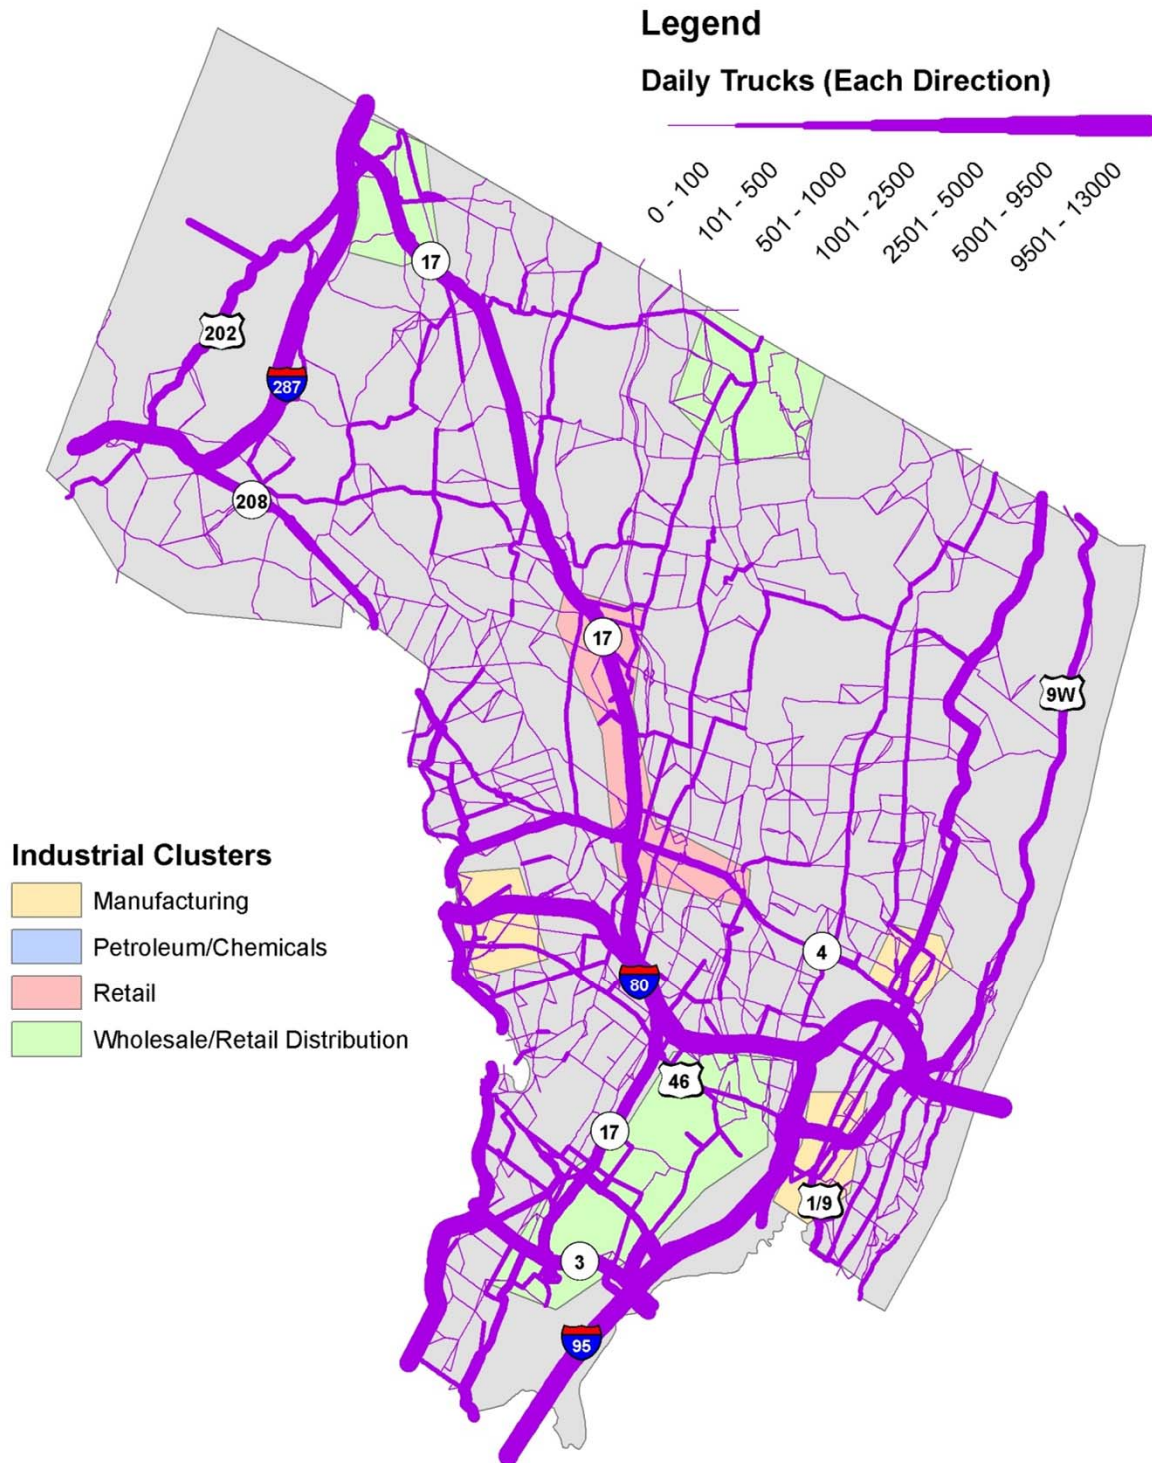 Legend
Daily Trucks (Each Direction)
0 - 100
101 - 500
501 - 1000
1001 - 2500
2501 - 5000
5001 - 9500
9501 - 13000
17
202
287
208
17
9W
Industrial Clusters
Manufacturing
Petroleum/Chemicals
Retail
Wholesale/Retail Distribution
4
80
46
17
1/9
3
95